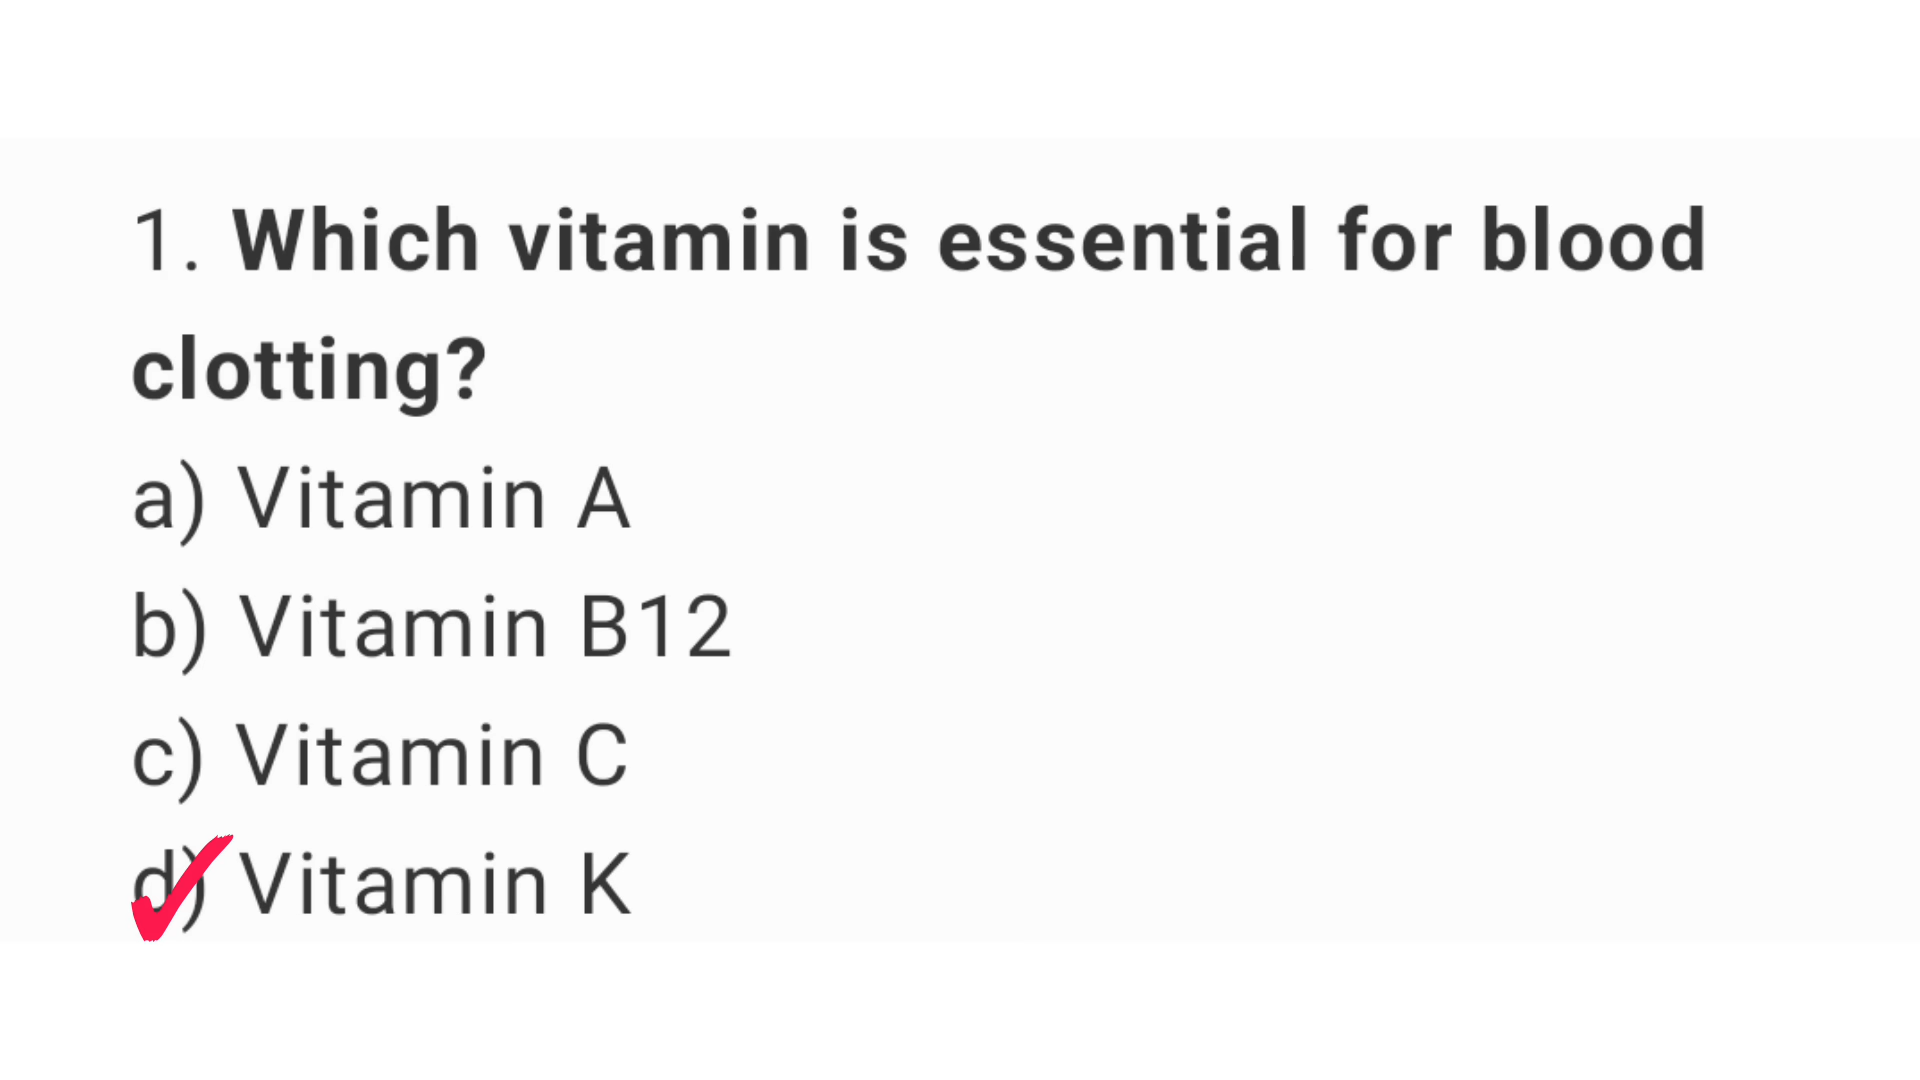 1. Which vitamin is essential for blood
clotting?
a) Vitamin A
b) Vitamin B12
c) Vitamin C
d) Vitamin K